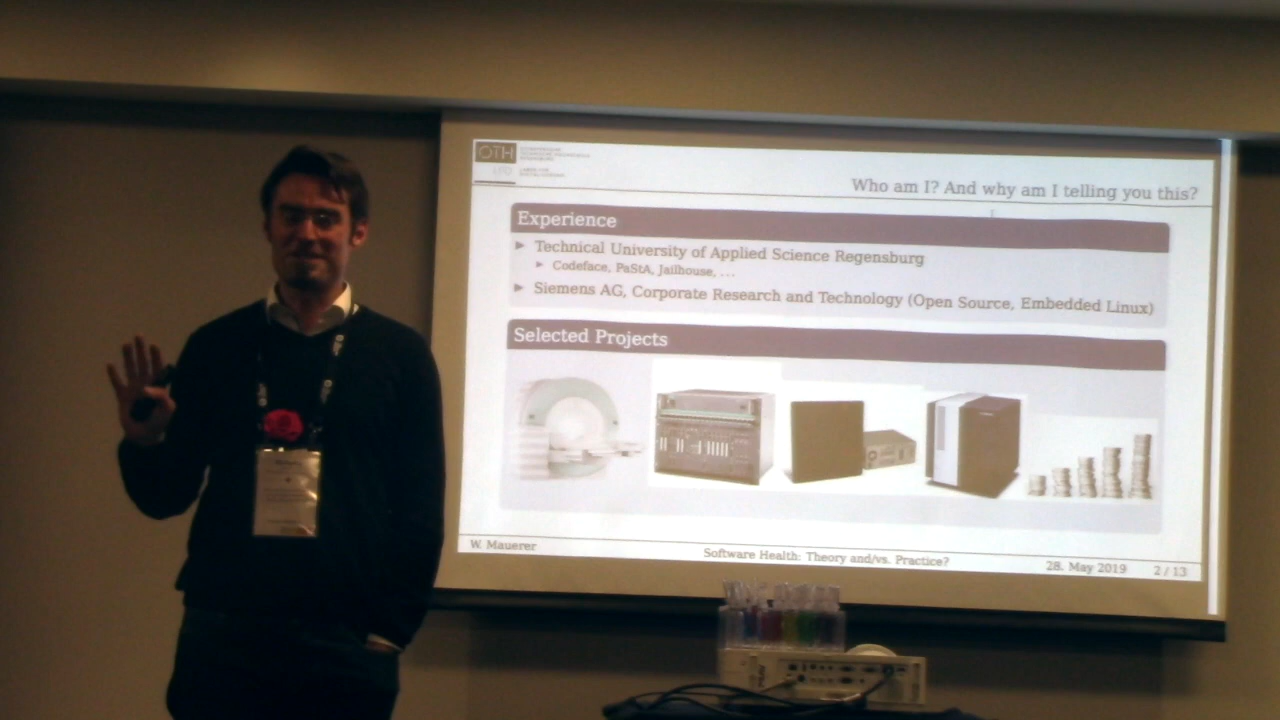 OTH
Who am I? And why am I telling you this?
Experience
Technical University of Applied Science Regensburg
Codeface, PaStA, Jailhouse, ...
Siemens AG, Corporate Research and Technology (Open Source, Embedded Linux)
Selected Projects
W. Mauerer
Software Health: Theory and/vs. Practice?
28. May 2019
2 / 13